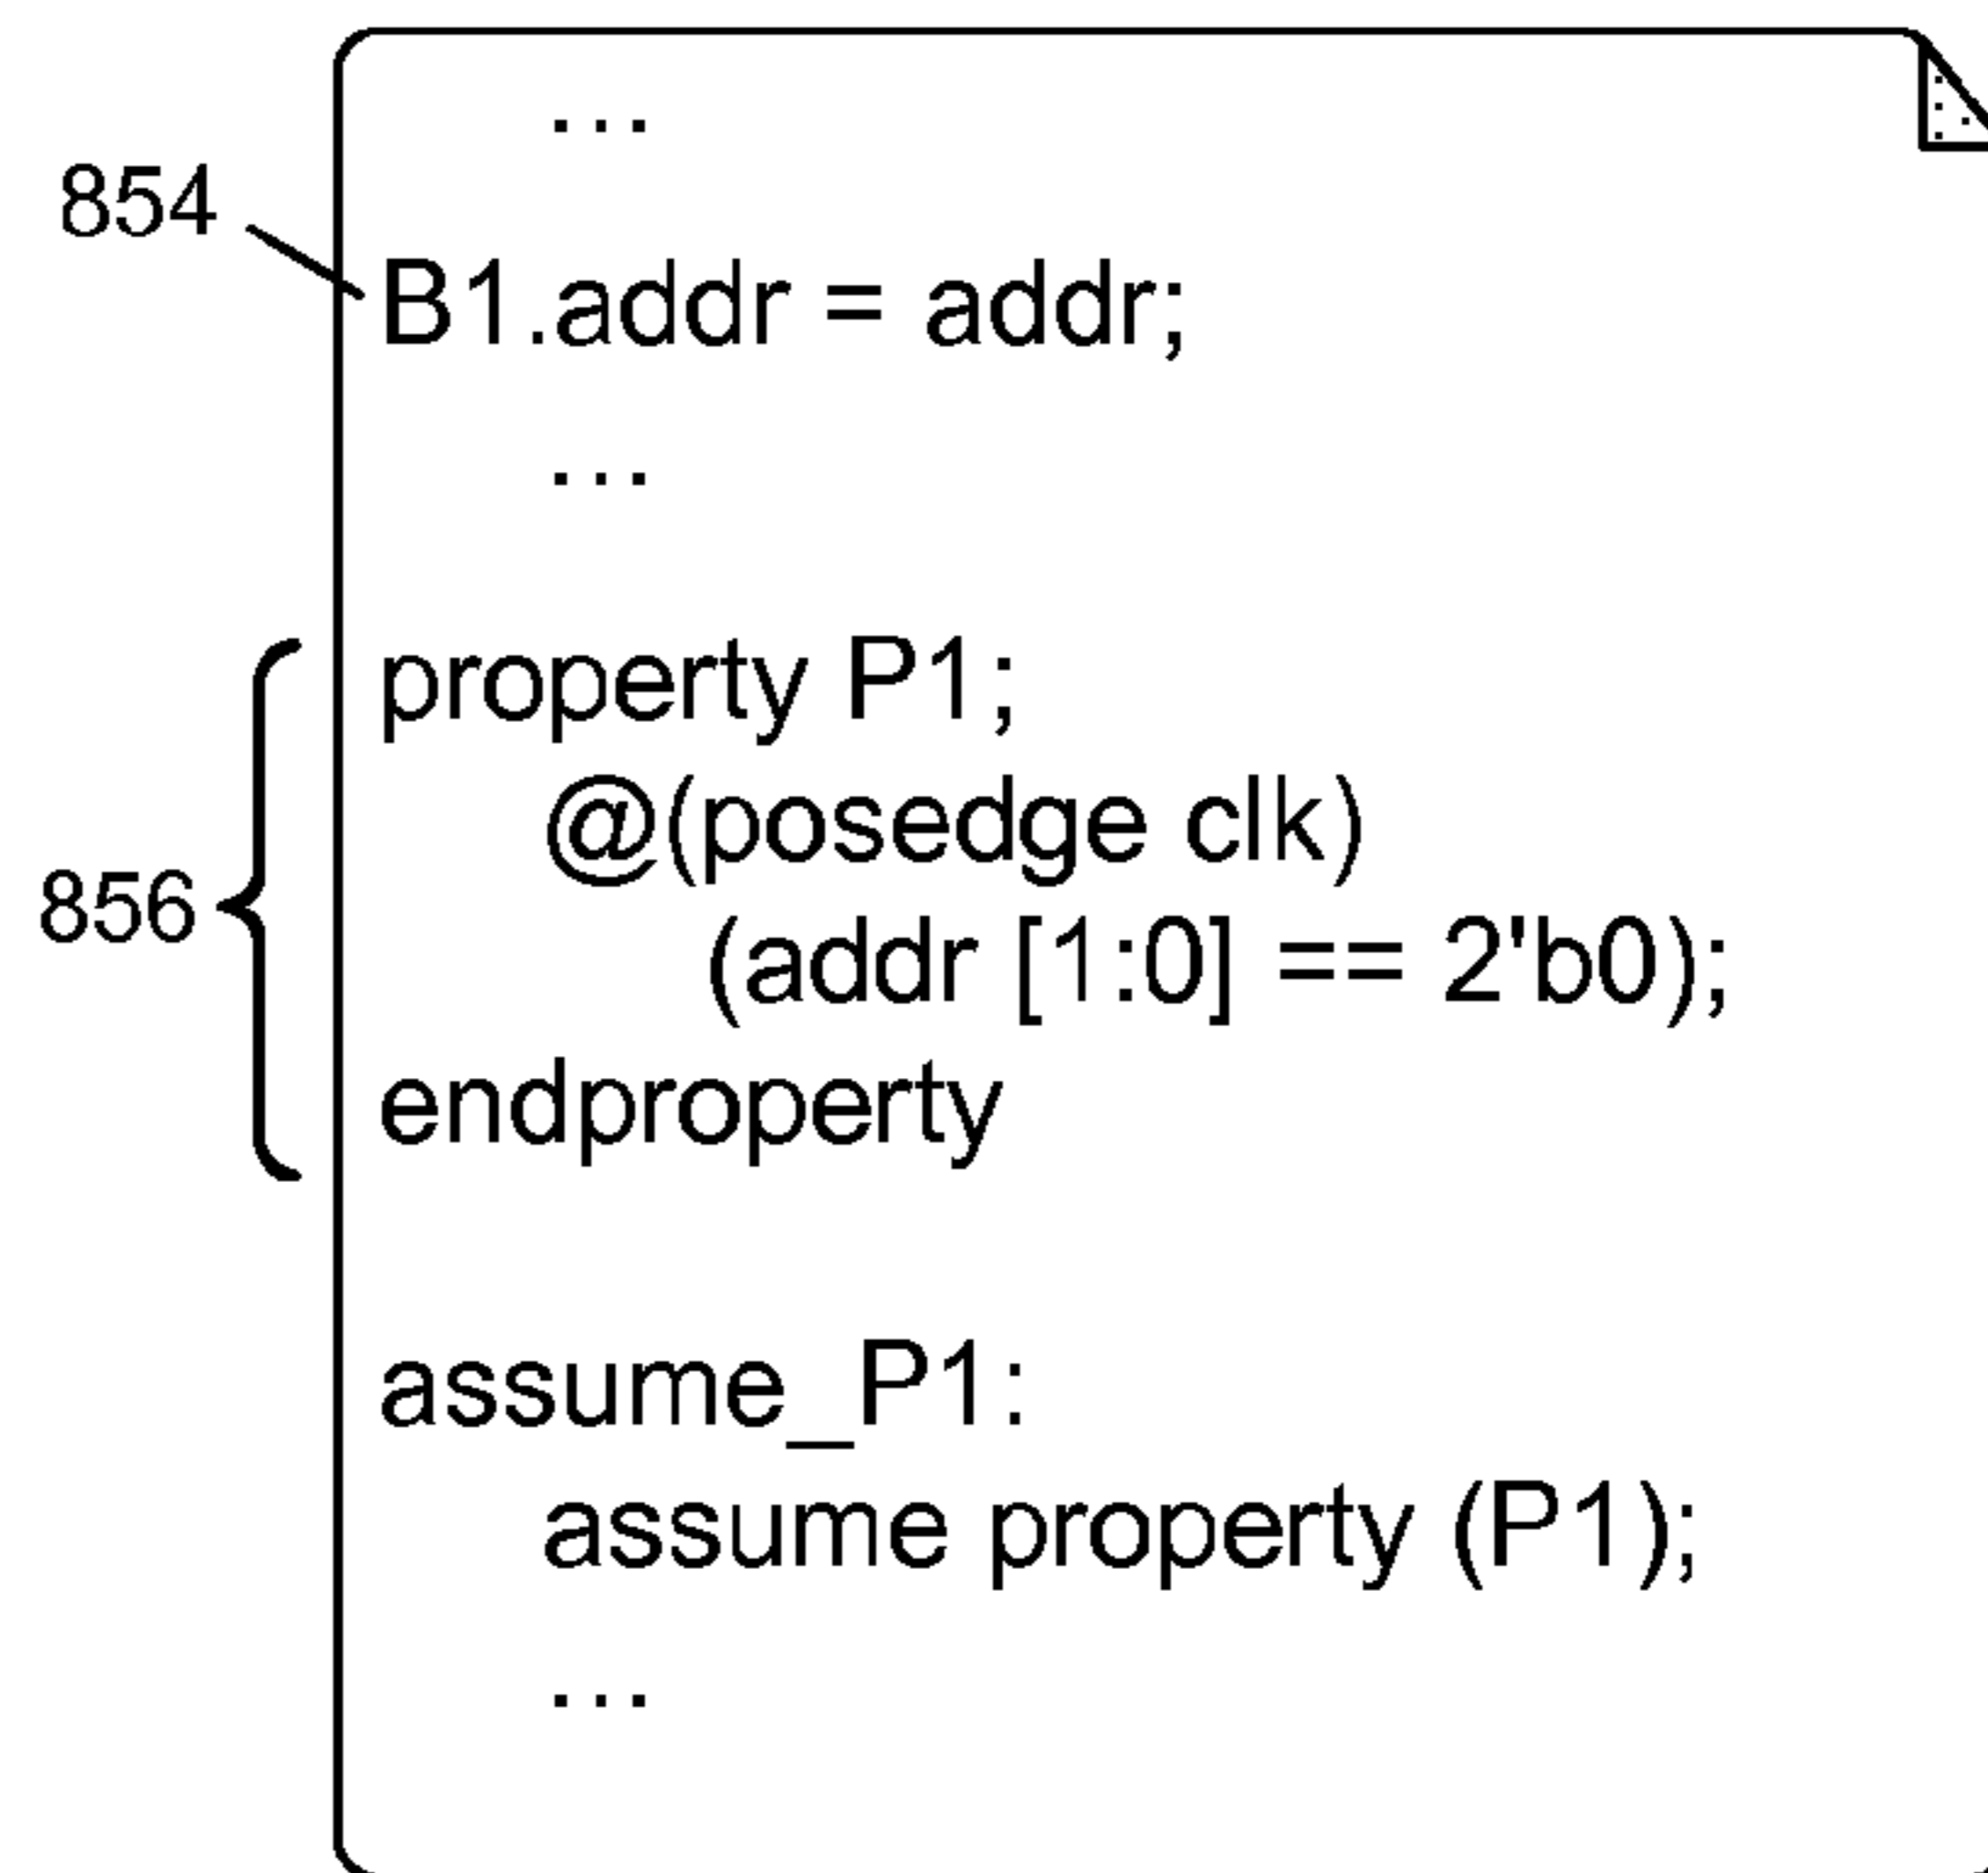 ...
854
B1.addr = addr;
...
property P1;
@(posedge clk)
856
(addr [1:0] == 2'b0);
endproperty
assume_P1:
assume property (P1);
...